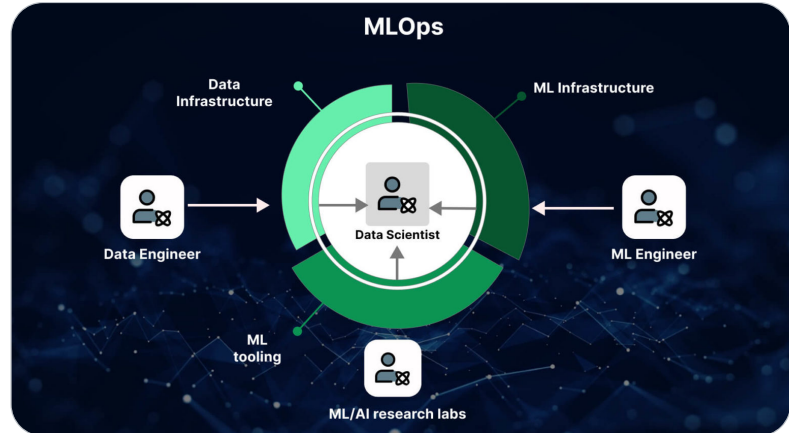 MLOps
Data
Infrastructure
ML Infrastructure
Data Scientist
Data Engineer
ML Engineer
ML
tooling
ML/AI research labs